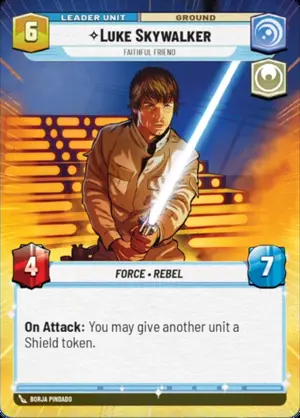 LEADER UNIT GROUND
6
✧LUKE SKYWALKER
FAITHFUL FRIEND
4
FORCE • REBEL
7
On Attack: You may give another unit a
Shield token.
BORJA PINDADO